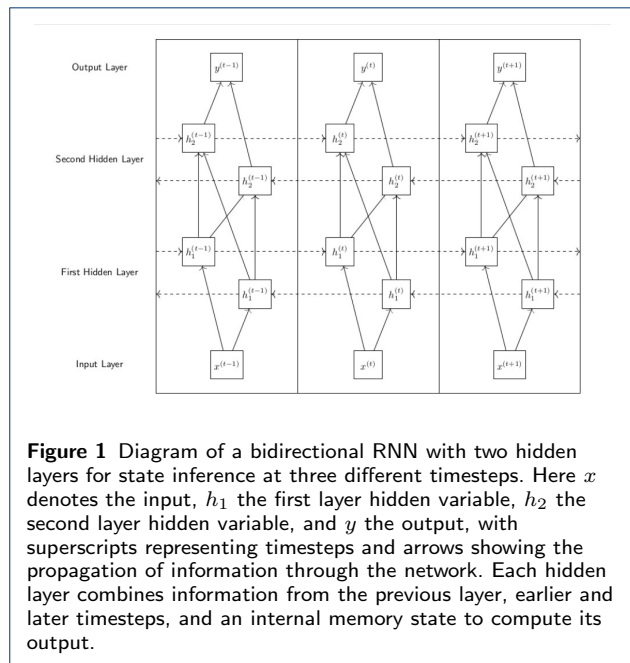 Output Layer
y^(t−1) y^(t) y^(t+1)
h_2^(t−1) h_2^(t) h_2^(t+1)
Second Hidden Layer
h_2^(t−1) h_2^(t) h_2^(t+1)
h_1^(t−1) h_1^(t) h_1^(t+1)
First Hidden Layer
h_1^(t−1) h_1^(t) h_1^(t+1)
Input Layer
x^(t−1) x^(t) x^(t+1)
Figure 1 Diagram of a bidirectional RNN with two hidden
layers for state inference at three different timesteps. Here x
denotes the input, h_1 the first layer hidden variable, h_2 the
second layer hidden variable, and y the output, with
superscripts representing timesteps and arrows showing the
propagation of information through the network. Each hidden
layer combines information from the previous layer, earlier and
later timesteps, and an internal memory state to compute its
output.